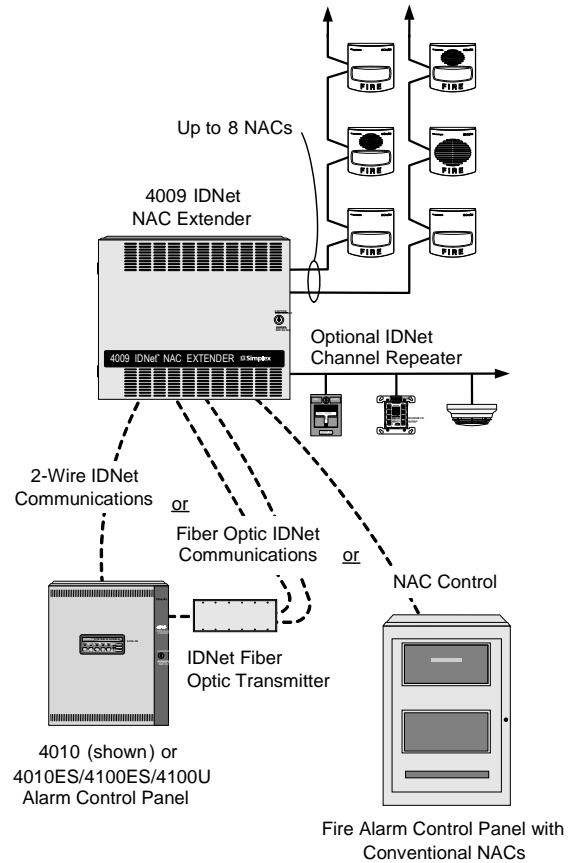 FIRE
FIRE
Up to 8 NACs
FIRE
FIRE
4009 IDNet
NAC Extender
FIRE
FIRE
4009 IDNet™ NAC EXTENDER Simplex
Optional IDNet
Channel Repeater
2-Wire IDNet
Communications
or
Fiber Optic IDNet
Communications
or
NAC Control
IDNet Fiber
Optic Transmitter
4010 (shown) or
4010ES/4100ES/4100U
Alarm Control Panel
Fire Alarm Control Panel with
Conventional NACs